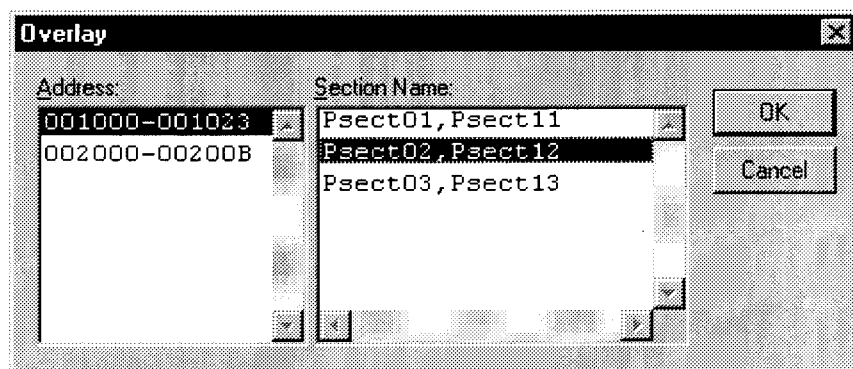 Overlay
Address:
001000-001023
002000-00200B
Section Name:
Psect01,Psect11
Psect02,Psect12
Psect03,Psect13
OK
Cancel